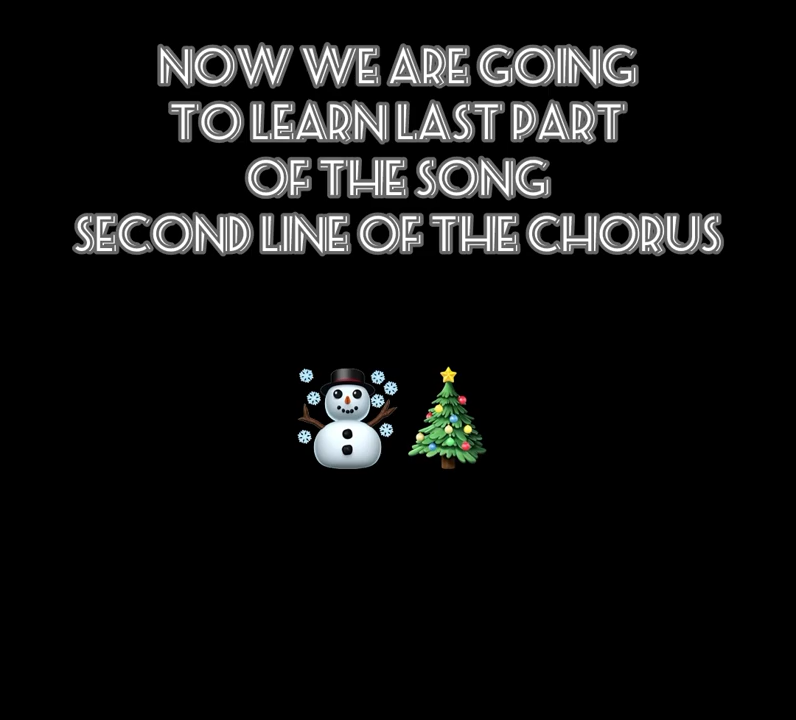 NOW WE ARE GOING
TO LEARN LAST PART
OF THE SONG
SECOND LINE OF THE CHORUS